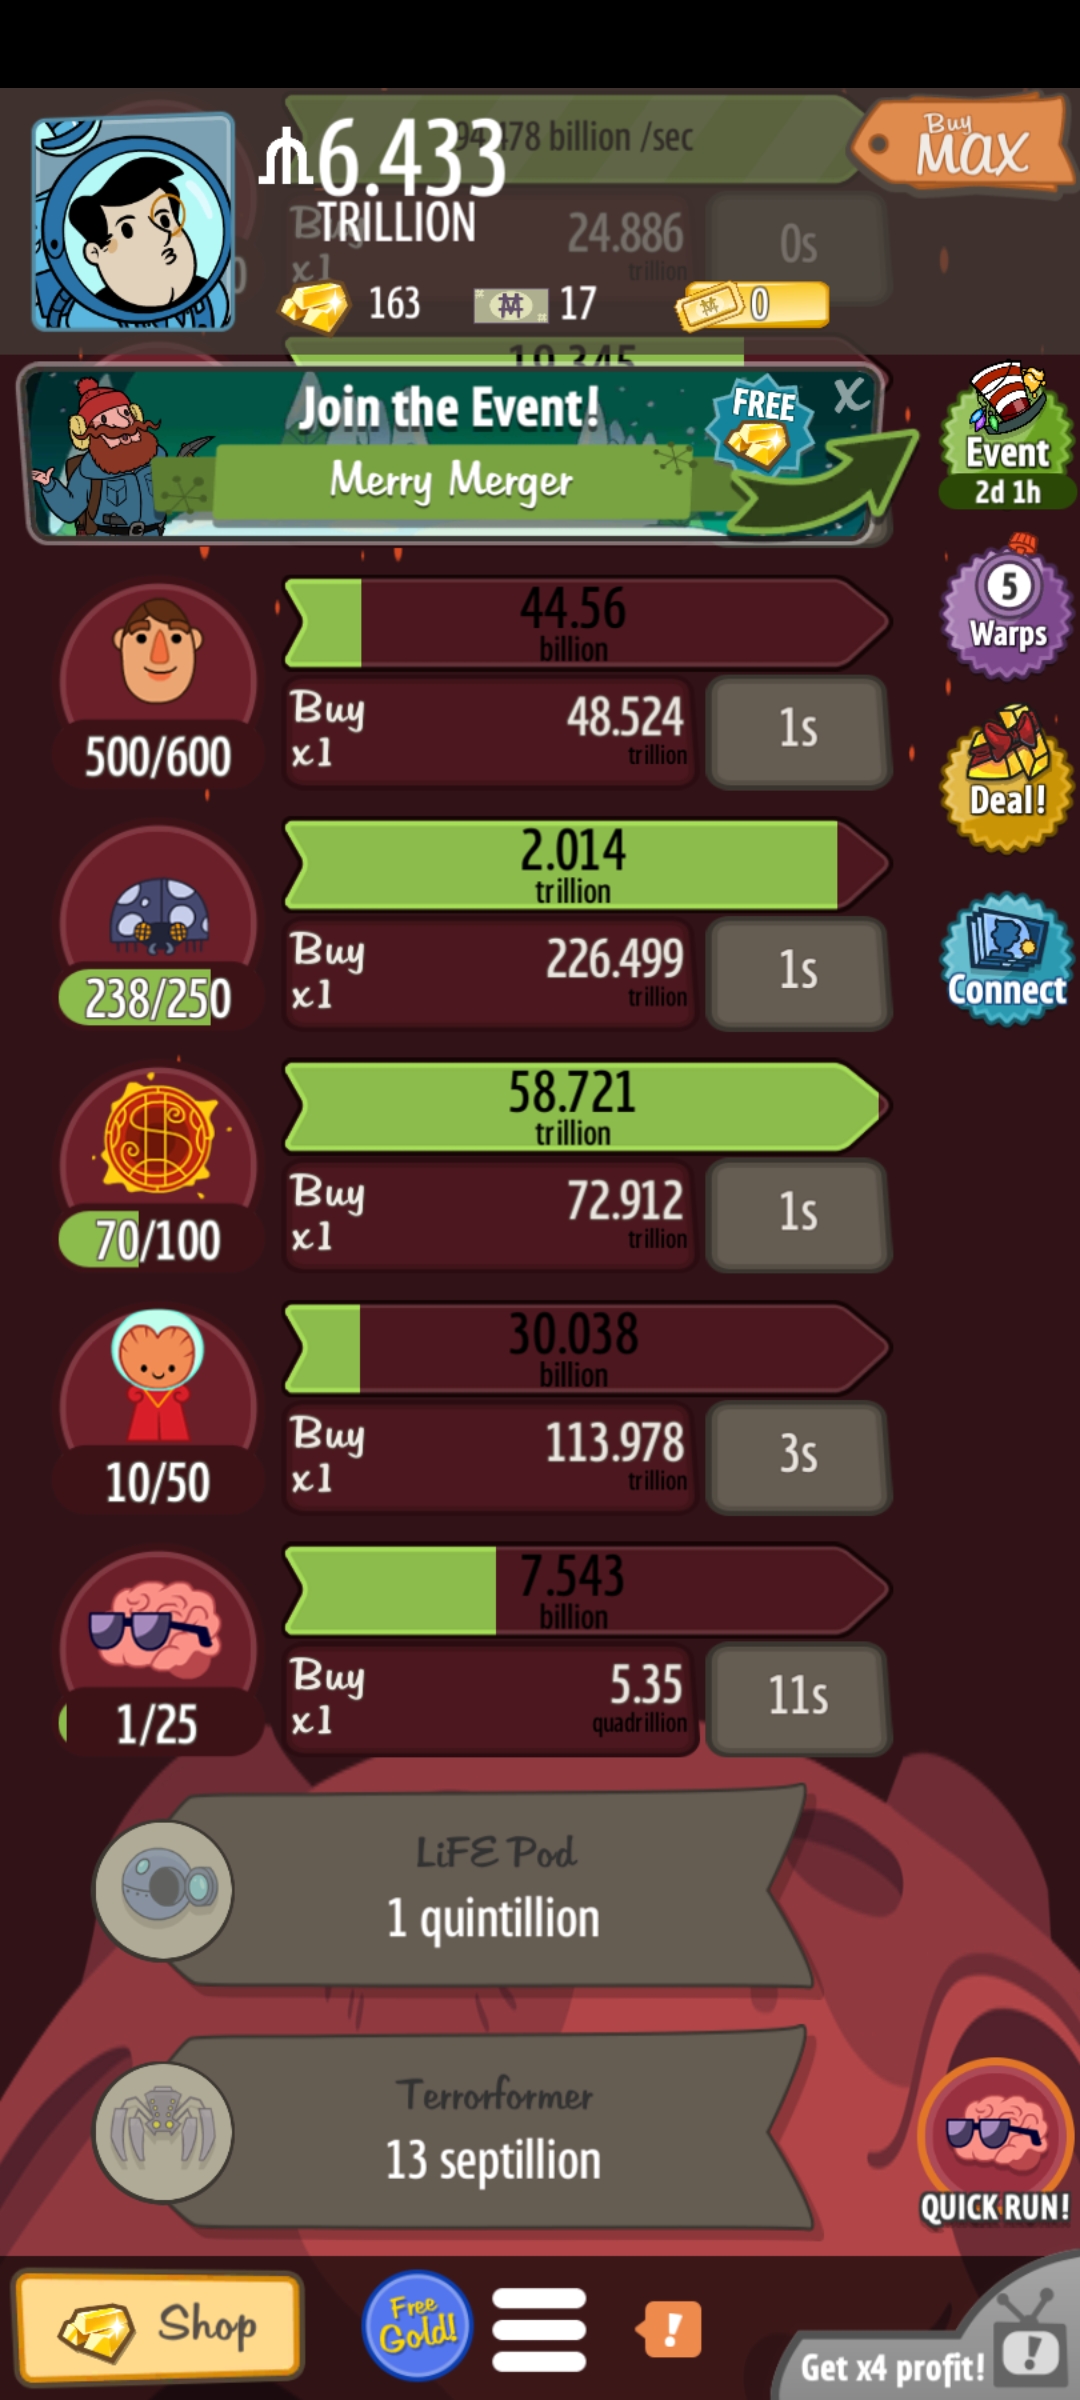 6.433
TRILLION
billion /sec
Buy
MAX
24.886
trillion
0s
x1
163
17
0
Join the Event!
FREE
X
Merry Merger
Event
2d 1h
5
Warps
Deal!
Connect
44.56
billion
Buy
x1
48.524
trillion
1s
500/600
2.014
trillion
Buy
x1
226.499
trillion
1s
238/250
58.721
trillion
Buy
x1
72.912
trillion
1s
70/100
30.038
billion
Buy
x1
113.978
trillion
3s
10/50
7.543
billion
Buy
x1
5.35
quadrillion
11s
1/25
LiFE Pod
1 quintillion
Terrorformer
13 septillion
QUICK RUN!
Shop
Free
Gold!
!
Get x4 profit!
!